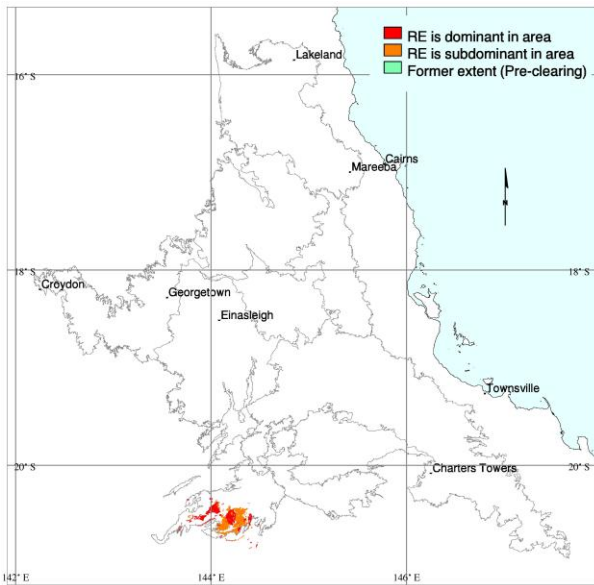 RE is dominant in area
RE is subdominant in area
Former extent (Pre-clearing)
Lakeland
16° S
Cairns
Mareeba
N
18° S
18° S
Croydon
Georgetown
Einasleigh
Townsville
20° S
20° S
Charters Towers
142° E
144° E
146° E